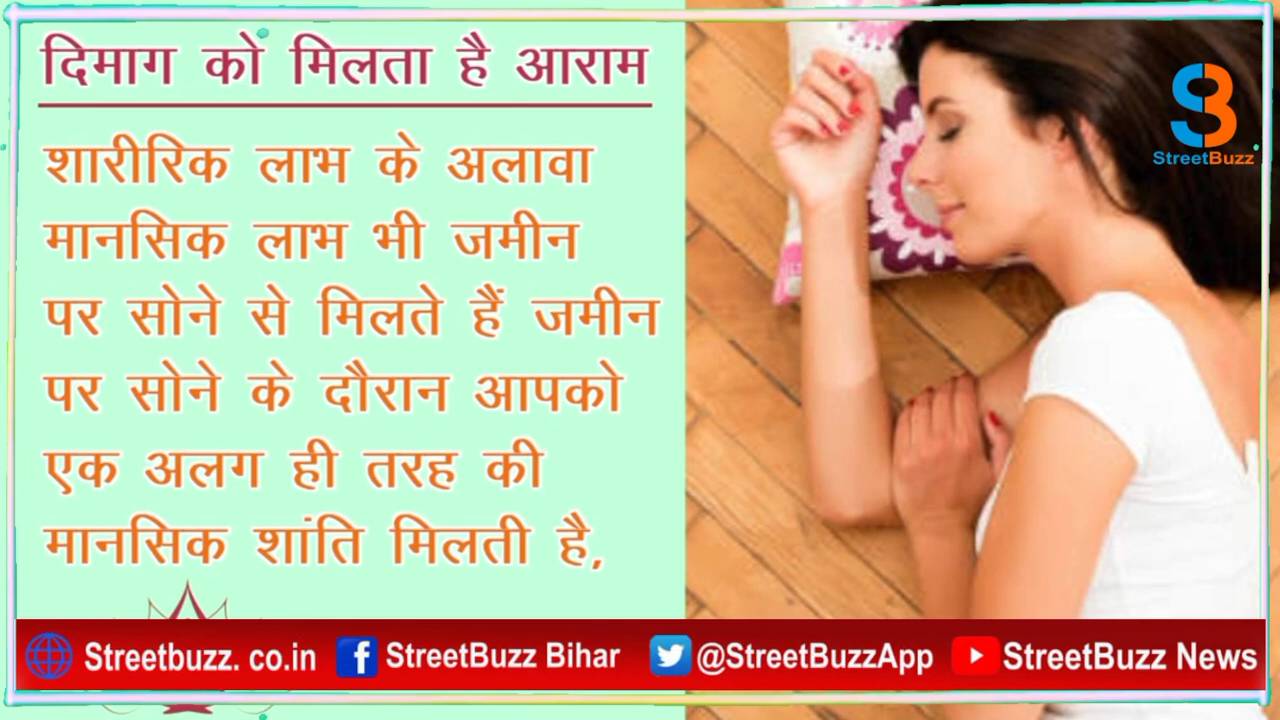 दिमाग को मिलता है आराम
शारीरिक लाभ के अलावा
मानसिक लाभ भी जमीन
पर सोने से मिलते हैं जमीन
पर सोने के दौरान आपको
एक अलग ही तरह की
मानसिक शांति मिलती है,
StreetBuzz
Streetbuzz. co.in StreetBuzz Bihar @StreetBuzzApp StreetBuzz News